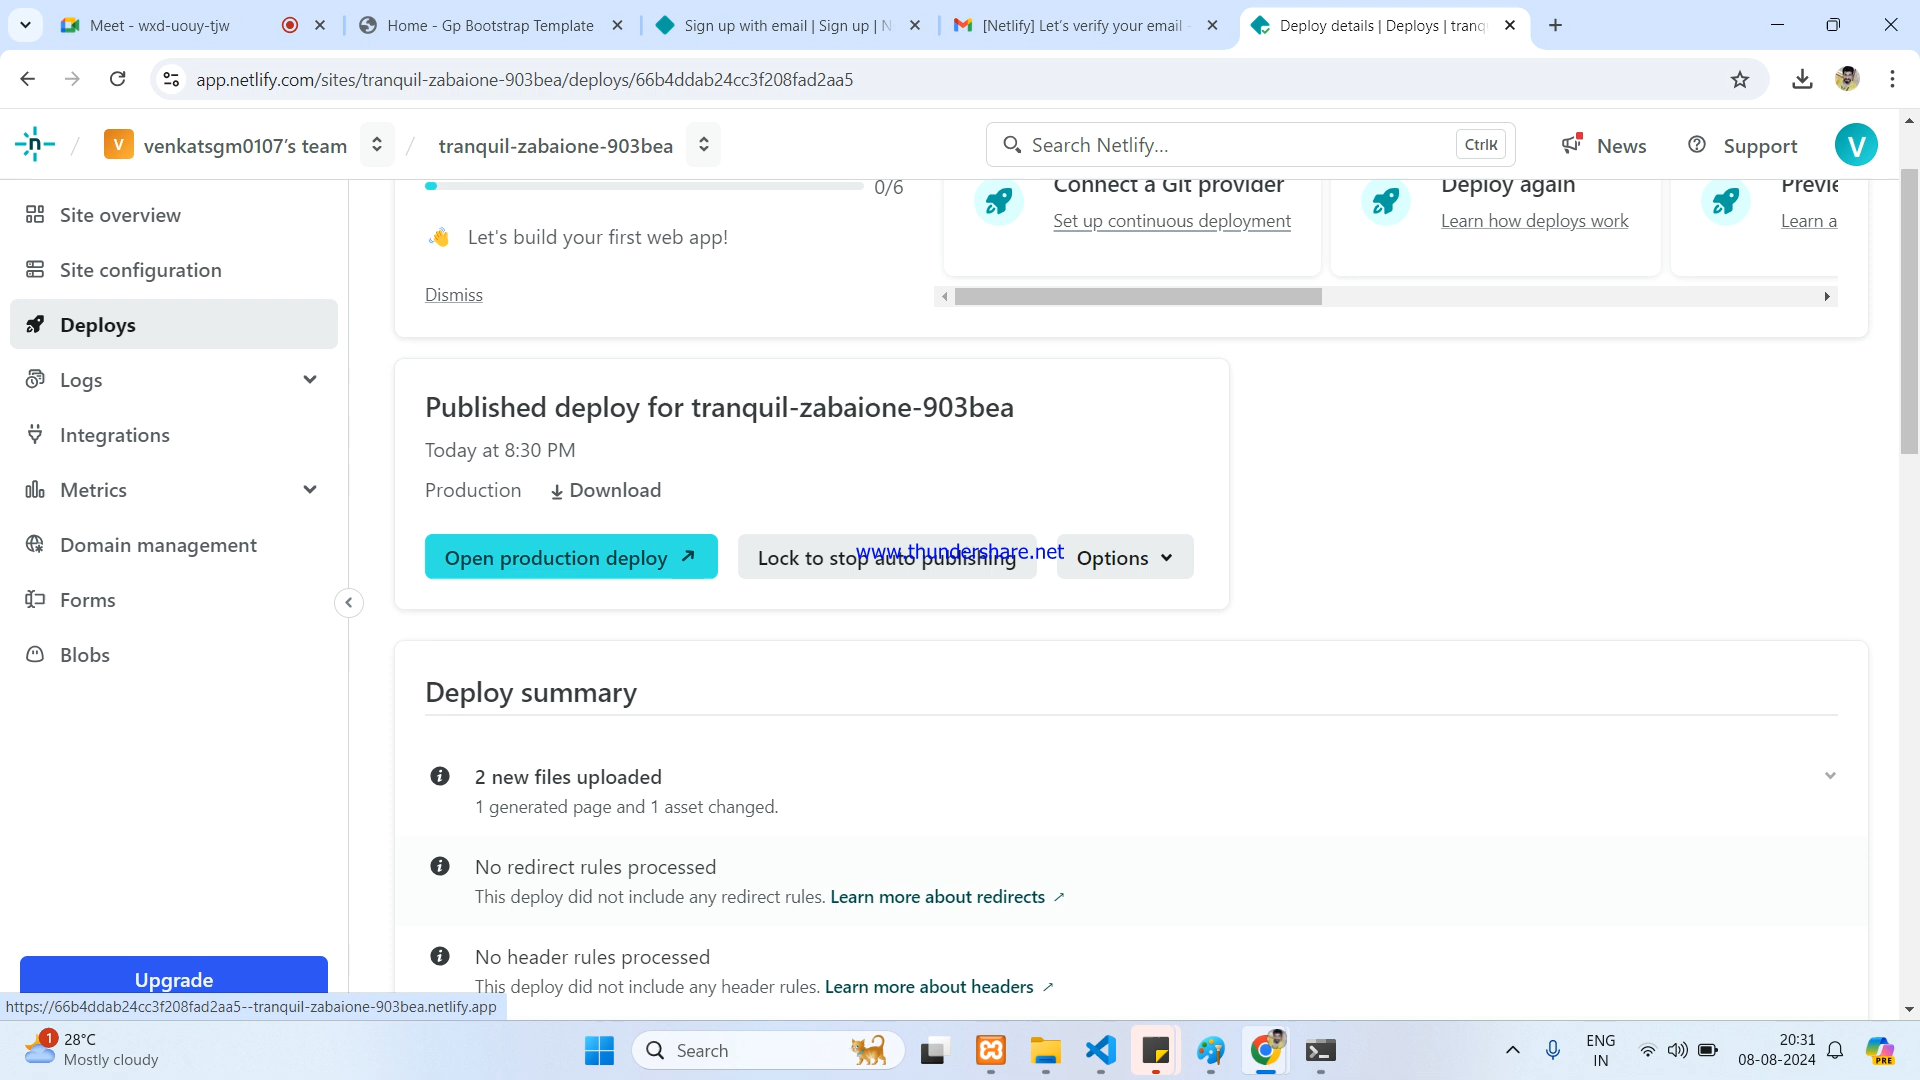 Meet - wxd-uouy-tjw
Home - Gp Bootstrap Template
Sign up with email | Sign up | N
[Netlify] Let's verify your email -
Deploy details | Deploys | tranq
app.netlify.com/sites/tranquil-zabaione-903bea/deploys/66b4ddab24cc3f208fad2aa5
V
venkatsgm0107's team
/
tranquil-zabaione-903bea
Search Netlify...
CtrlK
News
Support
V
Site overview
Site configuration
Deploys
Logs
Integrations
Metrics
Domain management
Forms
Blobs
Upgrade
0/6
Let's build your first web app!
Dismiss
Connect a Git provider
Set up continuous deployment
Deploy again
Learn how deploys work
Previe
Learn a
Published deploy for tranquil-zabaione-903bea
Today at 8:30 PM
Production
Download
Open production deploy
Lock to stop auto publishing
www.thundershare.net
Options
Deploy summary
2 new files uploaded
1 generated page and 1 asset changed.
No redirect rules processed
This deploy did not include any redirect rules. Learn more about redirects
No header rules processed
This deploy did not include any header rules. Learn more about headers
https://66b4ddab24cc3f208fad2aa5--tranquil-zabaione-903bea.netlify.app
1
28°C
Mostly cloudy
Search
ENG
IN
20:31
08-08-2024
PRE